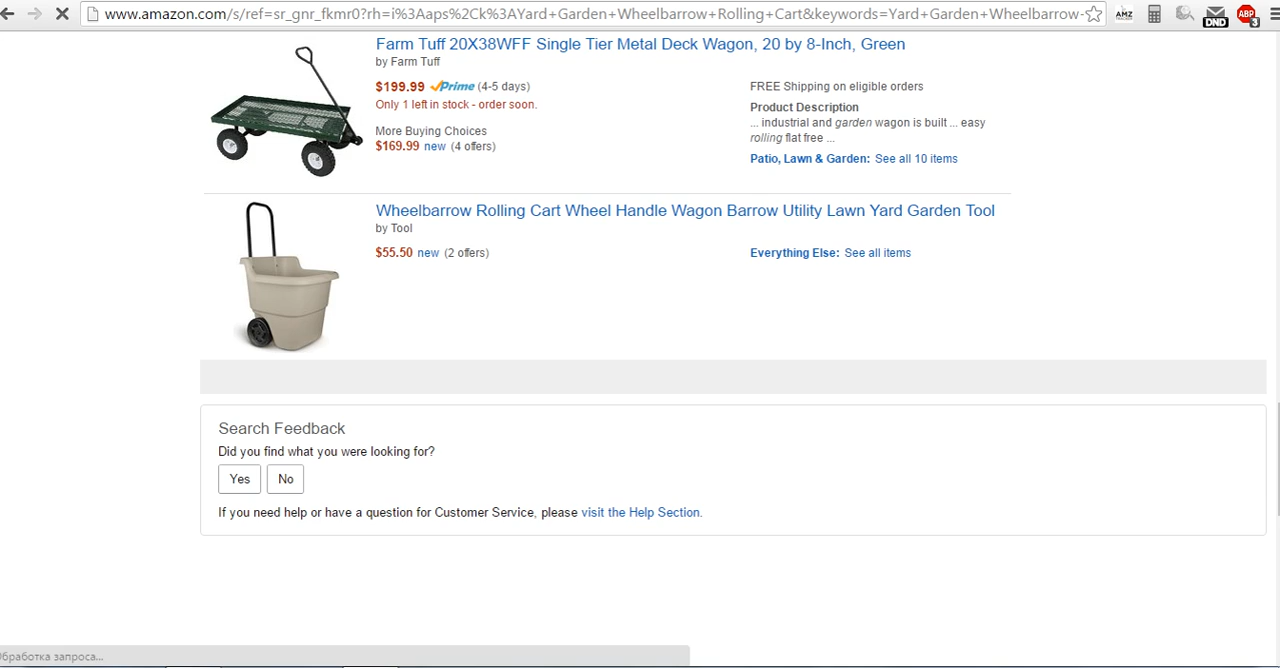 www.amazon.com/s/ref=sr_gnr_fkmr0?rh=i%3Aaps%2Ck%3AYard+Garden+Wheelbarrow+Rolling+Cart&keywords=Yard+Garden+Wheelbarrow-
AMZ
DND
ABP
3
Farm Tuff 20X38WFF Single Tier Metal Deck Wagon, 20 by 8-Inch, Green
by Farm Tuff
$199.99 Prime (4-5 days)
Only 1 left in stock - order soon.
More Buying Choices
$169.99 new (4 offers)
FREE Shipping on eligible orders
Product Description
... industrial and garden wagon is built ... easy
rolling flat free ...
Patio, Lawn & Garden: See all 10 items
Wheelbarrow Rolling Cart Wheel Handle Wagon Barrow Utility Lawn Yard Garden Tool
by Tool
$55.50 new (2 offers)
Everything Else: See all items
Search Feedback
Did you find what you were looking for?
Yes No
If you need help or have a question for Customer Service, please visit the Help Section.
Обработка запроса...